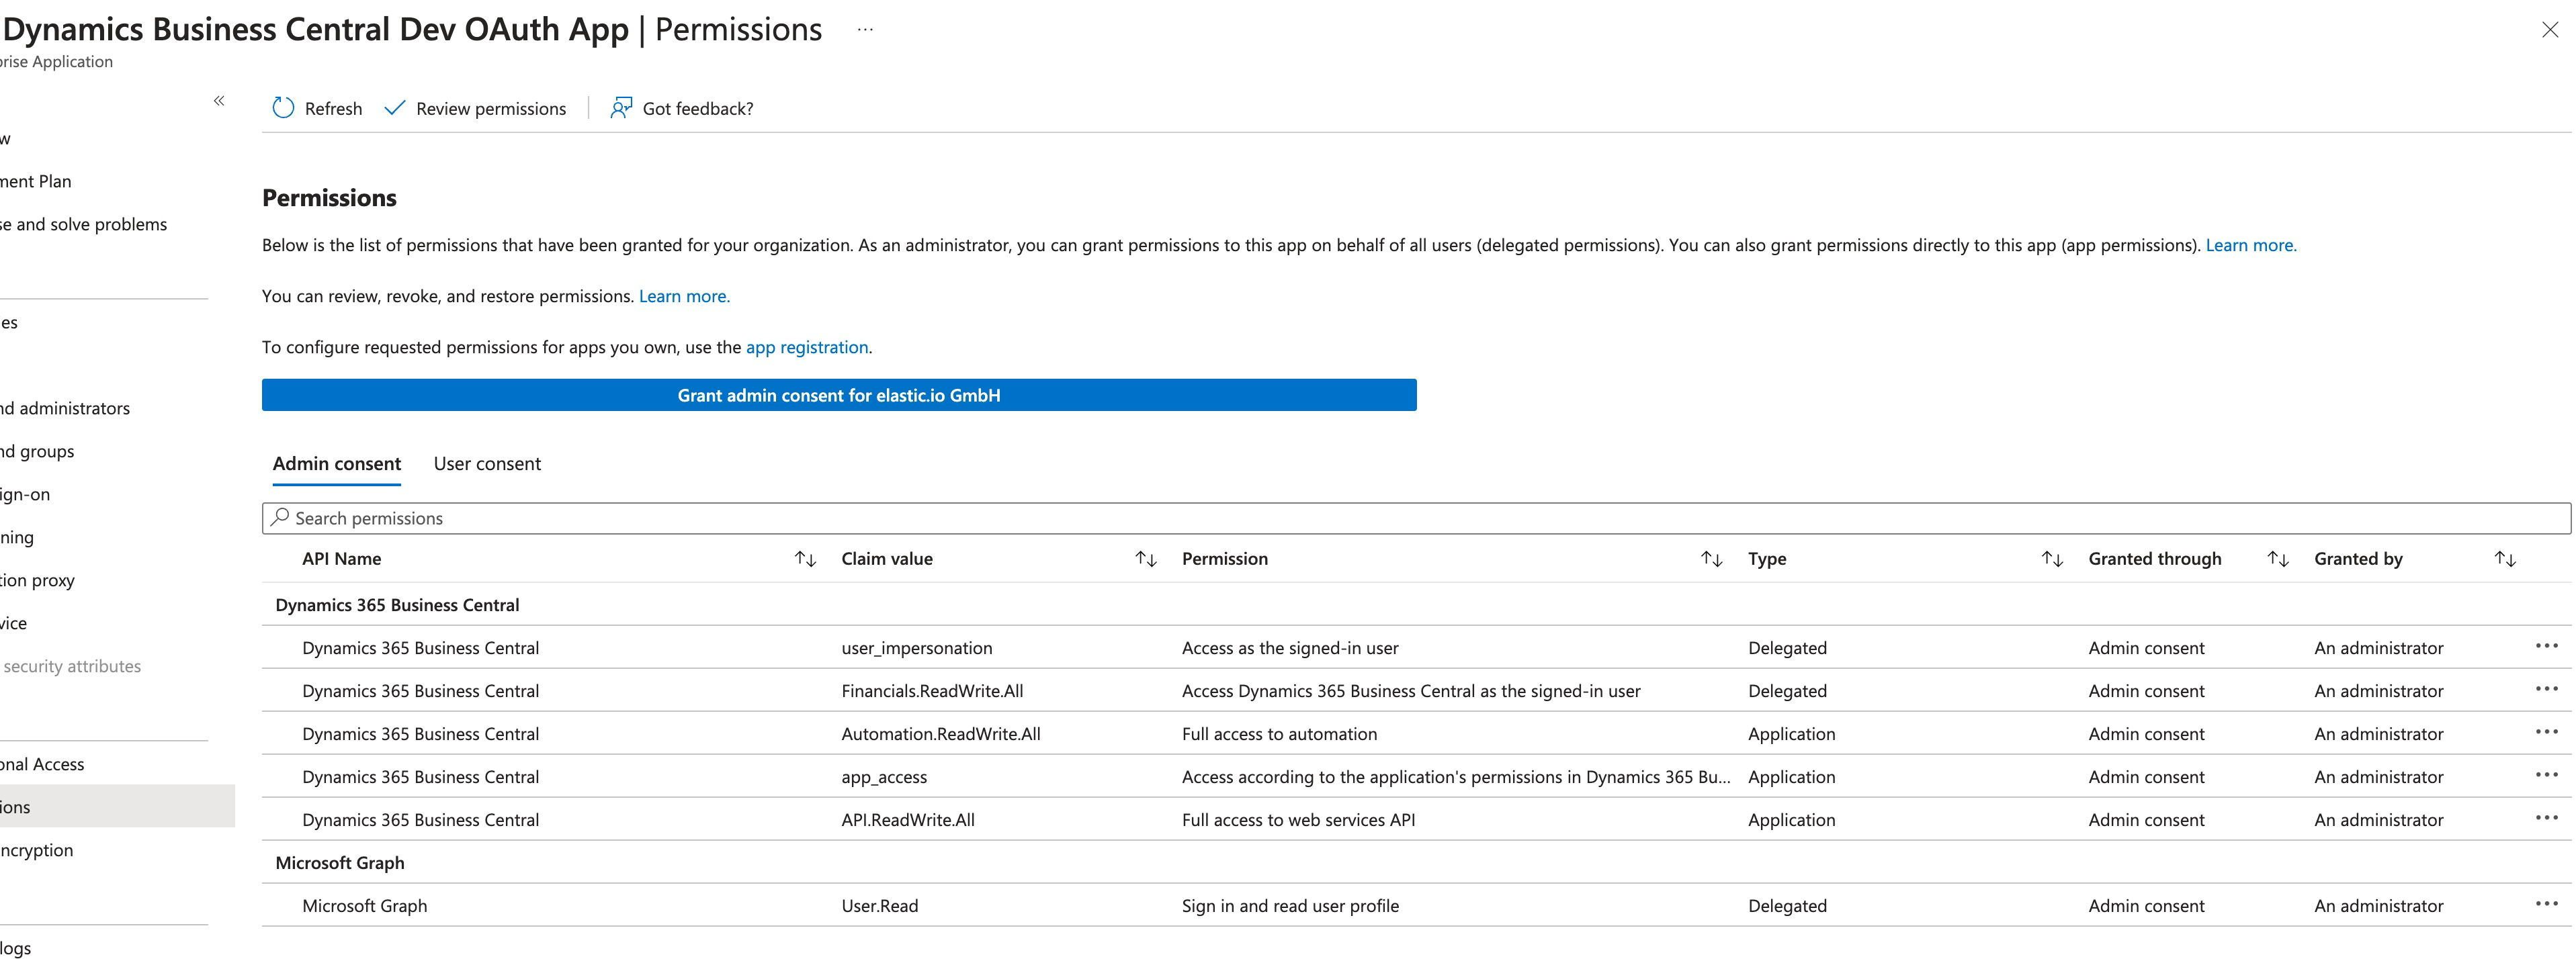 Dynamics Business Central Dev OAuth App | Permissions ...
prise Application
Refresh Review permissions Got feedback?
w
ment Plan
se and solve problems
es
nd administrators
nd groups
ign-on
ning
tion proxy
vice
security attributes
onal Access
ions
ncryption
logs
Permissions
Below is the list of permissions that have been granted for your organization. As an administrator, you can grant permissions to this app on behalf of all users (delegated permissions). You can also grant permissions directly to this app (app permissions). Learn more.
You can review, revoke, and restore permissions. Learn more.
To configure requested permissions for apps you own, use the app registration.
Grant admin consent for elastic.io GmbH
Admin consent User consent
Search permissions
API Name Claim value Permission Type Granted through Granted by
Dynamics 365 Business Central
Dynamics 365 Business Central user_impersonation Access as the signed-in user Delegated Admin consent An administrator
Dynamics 365 Business Central Financials.ReadWrite.All Access Dynamics 365 Business Central as the signed-in user Delegated Admin consent An administrator
Dynamics 365 Business Central Automation.ReadWrite.All Full access to automation Application Admin consent An administrator
Dynamics 365 Business Central app_access Access according to the application's permissions in Dynamics 365 Bu... Application Admin consent An administrator
Dynamics 365 Business Central API.ReadWrite.All Full access to web services API Application Admin consent An administrator
Microsoft Graph
Microsoft Graph User.Read Sign in and read user profile Delegated Admin consent An administrator